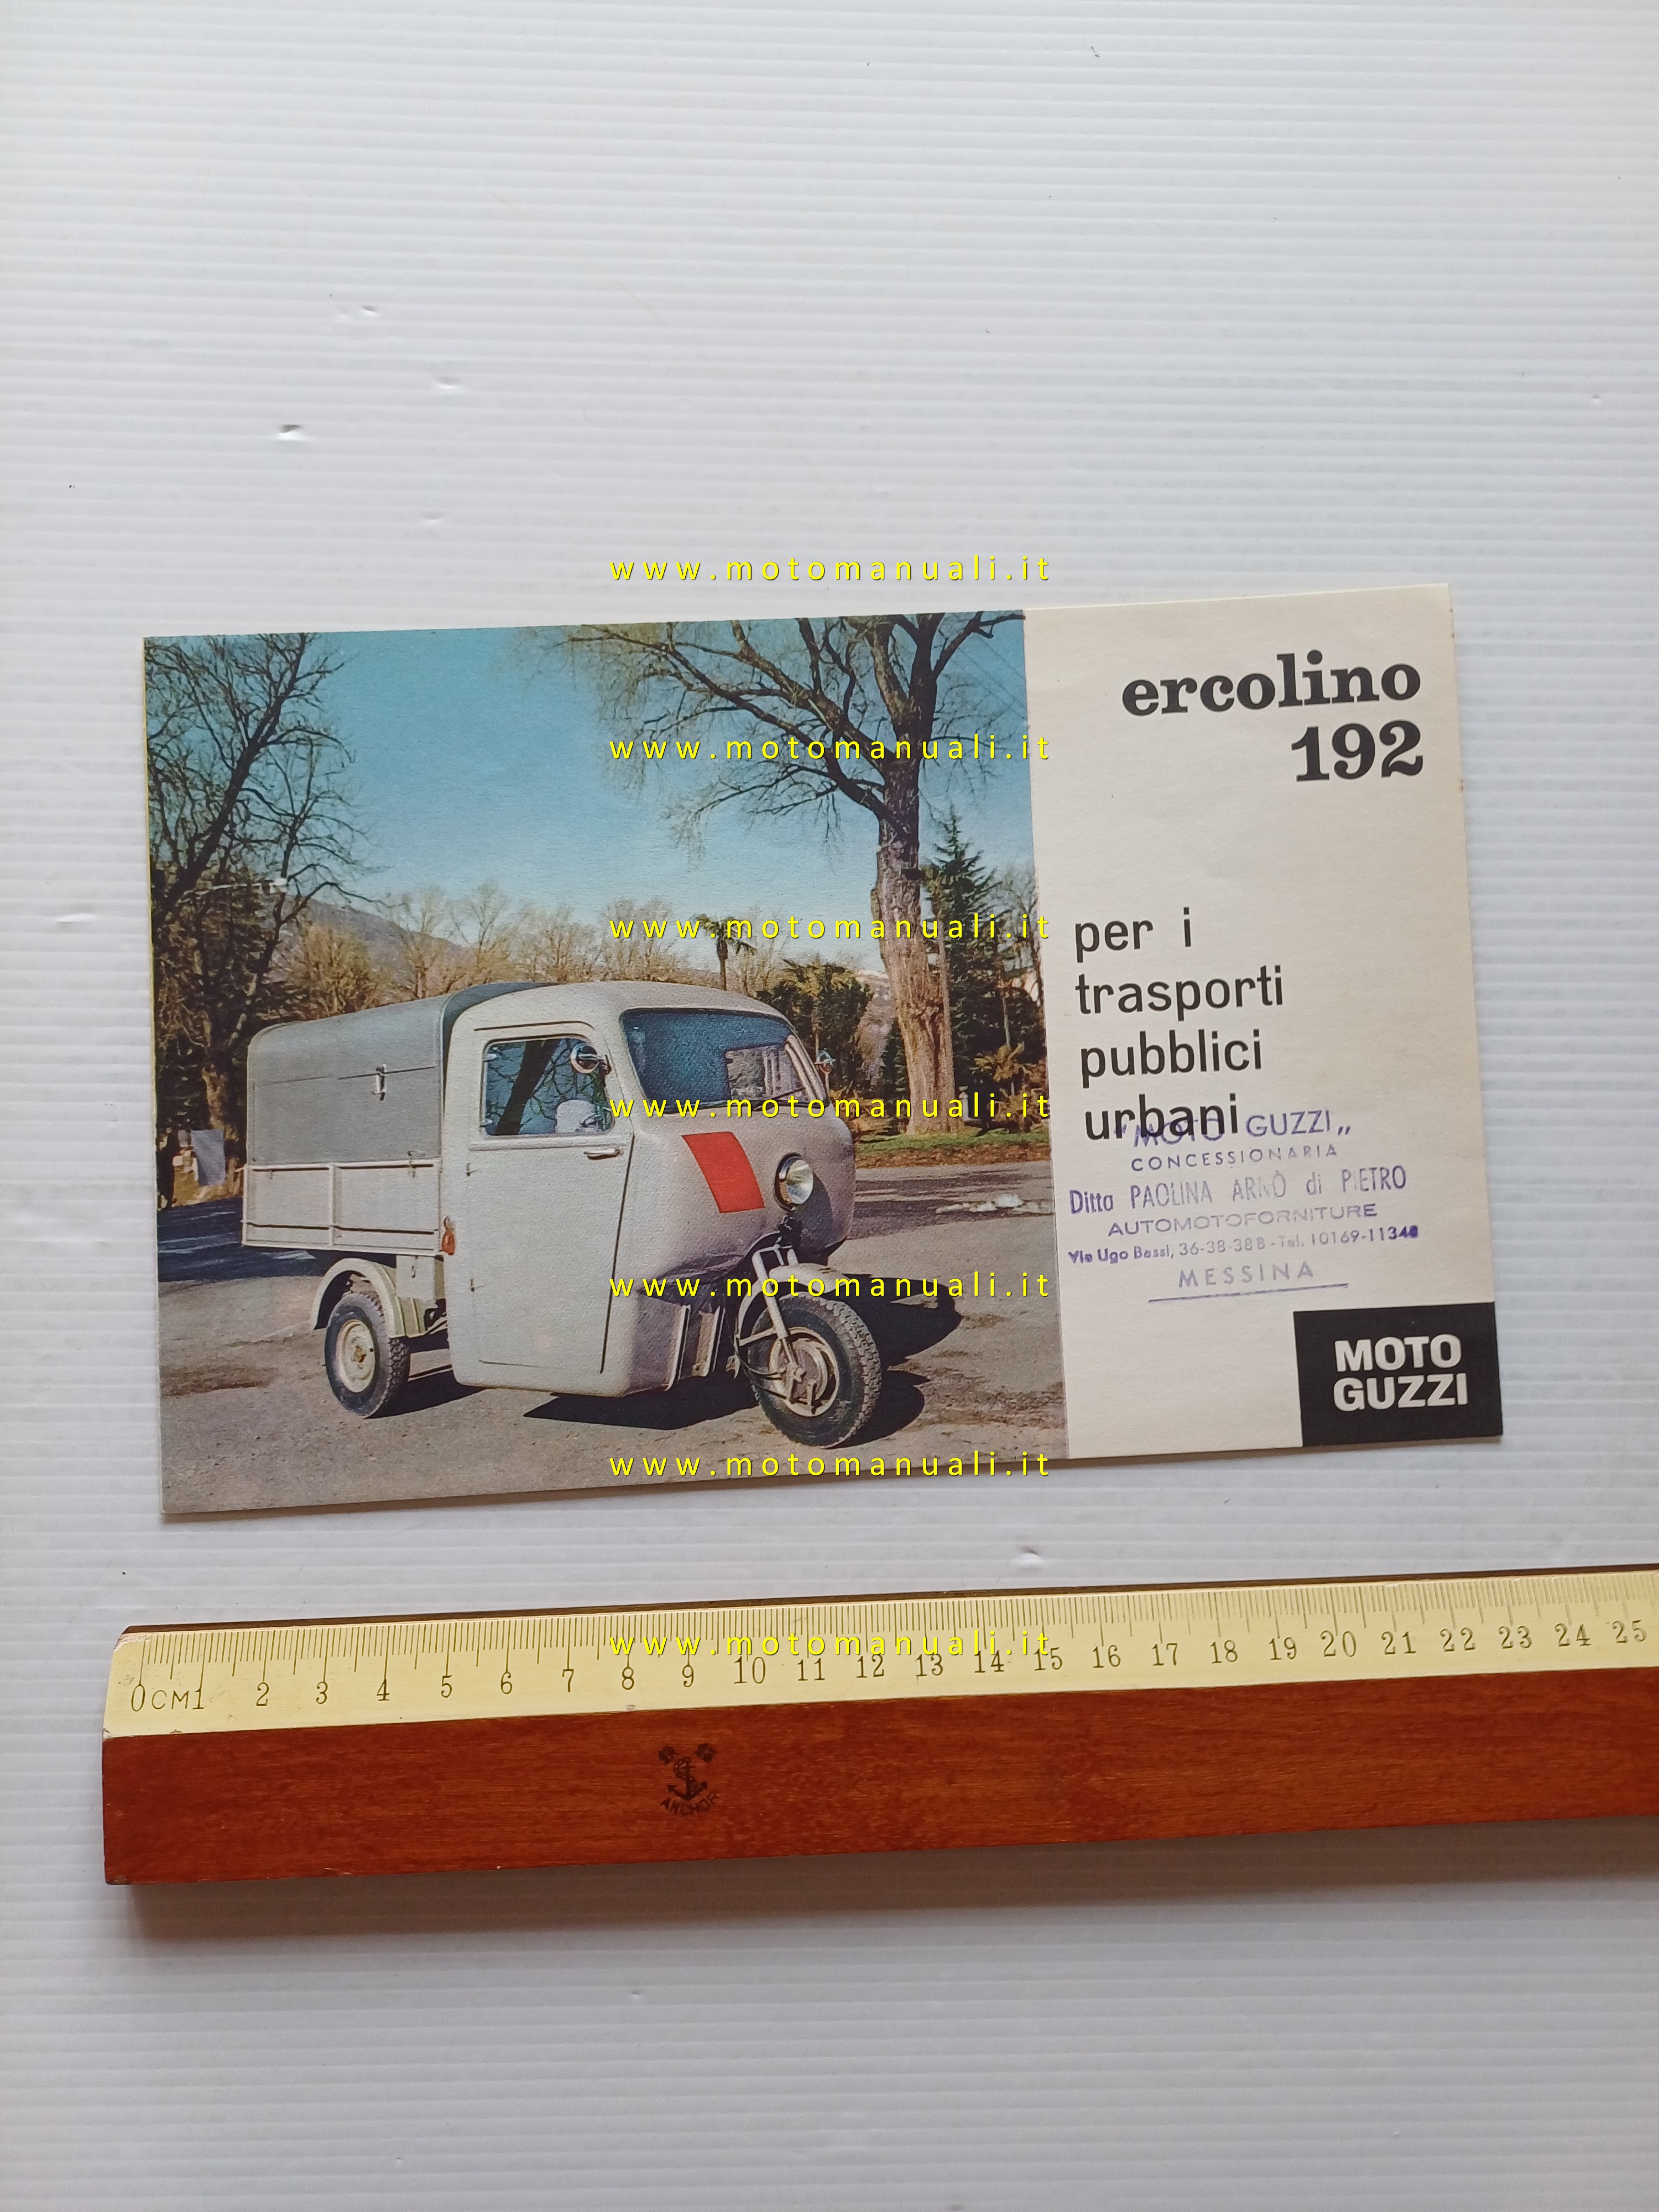 www.motomanuali.it
ercolino
192
www.motomanuali.it
per i
trasporti
pubblici
urbani
www.motomanuali.it
www.motomanuali.it
"MOTO GUZZI„
CONCESSIONARIA
Ditta PAOLINA ARNÒ di PIETRO
AUTOMOTOFORNITURE
Via Ugo Bassi, 36-38-388-Tel. 10169-11348
MESSINA
www.motomanuali.it
MOTO
GUZZI
www.motomanuali.it
www.motomanuali.it
0CM1 2 3 4 5 6 7 8 9 10 11 12 13 14 15 16 17 18 19 20 21 22 23 24 25
ANCHOR